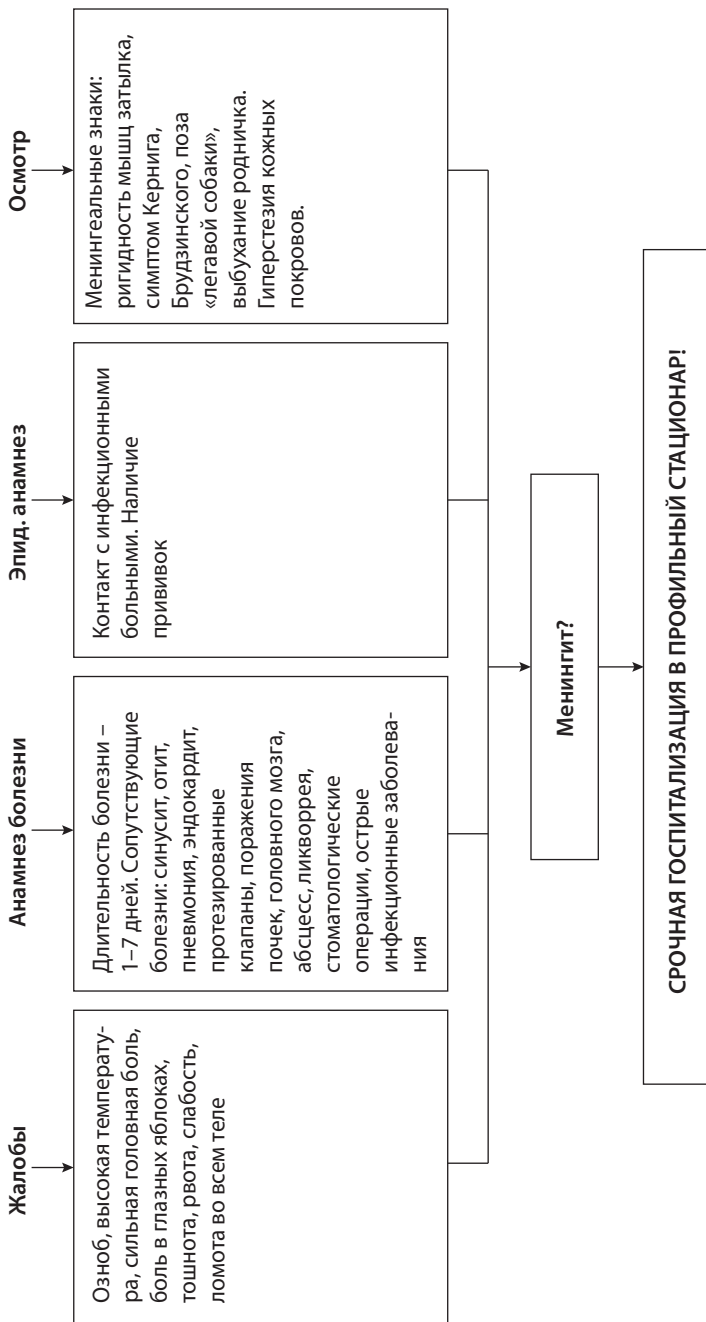 Жалобы
Озноб, высокая температу-
ра, сильная головная боль,
боль в глазных яблоках,
тошнота, рвота, слабость,
ломота во всем теле
Анамнез болезни
Длительность болезни –
1–7 дней. Сопутствующие
болезни: синусит, отит,
пневмония, эндокардит,
протезированные
клапаны, поражения
почек, головного мозга,
абсцесс, ликворрея,
стоматологические
операции, острые
инфекционные заболева-
ния
Эпид. анамнез
Контакт с инфекционными
больными. Наличие
прививок
Осмотр
Менингеальные знаки:
ригидность мышц затылка,
симптом Кернига,
Брудзинского, поза
«легавой собаки»,
выбухание родничка.
Гиперстезия кожных
покровов.
Менингит?
СРОЧНАЯ ГОСПИТАЛИЗАЦИЯ В ПРОФИЛЬНЫЙ СТАЦИОНАР!